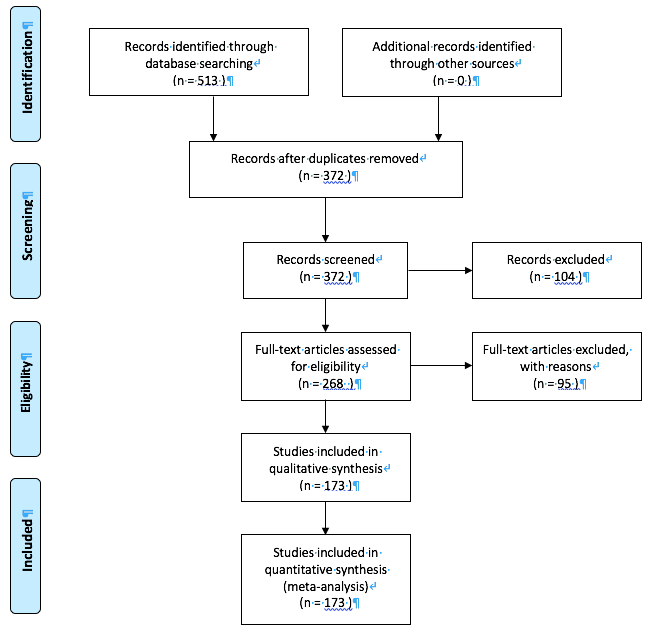 Identification
Records identified through
database searching
(n = 513 )
Additional records identified
through other sources
(n = 0 )
Records after duplicates removed
(n = 372 )
Screening
Records screened
(n = 372 )
Records excluded
(n = 104 )
Eligibility
Full-text articles assessed
for eligibility
(n = 268 )
Full-text articles excluded,
with reasons
(n = 95 )
Studies included in
qualitative synthesis
(n = 173 )
Included
Studies included in
quantitative synthesis
(meta-analysis)
(n = 173 )